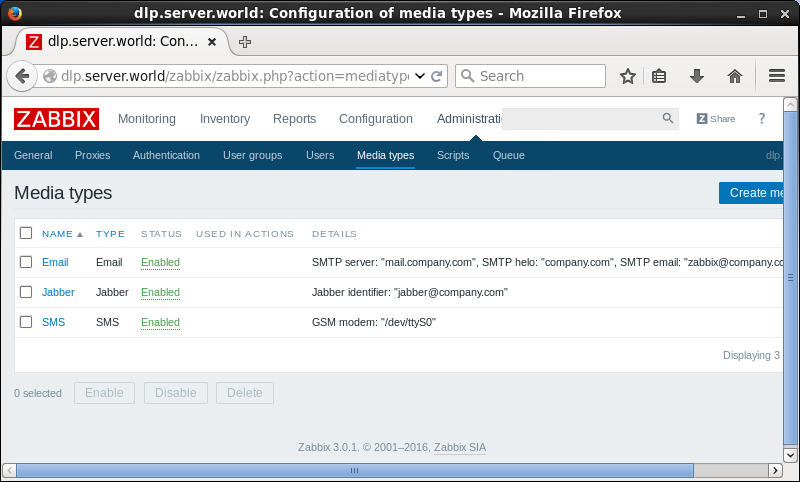 dlp.server.world: Configuration of media types - Mozilla Firefox
dlp.server.world: Con...
dlp.server.world/zabbix/zabbix.php?action=mediatype
Search
ZABBIX
Monitoring Inventory Reports Configuration Administratio
Z Share ?
General Proxies Authentication User groups Users Media types Scripts Queue dlp.
Media types
Create me
NAME TYPE STATUS USED IN ACTIONS DETAILS
Email Email Enabled SMTP server: "mail.company.com", SMTP helo: "company.com", SMTP email: "zabbix@company.co
Jabber Jabber Enabled Jabber identifier: "jabber@company.com"
SMS SMS Enabled GSM modem: "/dev/ttyS0"
Displaying 3
0 selected Enable Disable Delete
Zabbix 3.0.1. © 2001–2016, Zabbix SIA